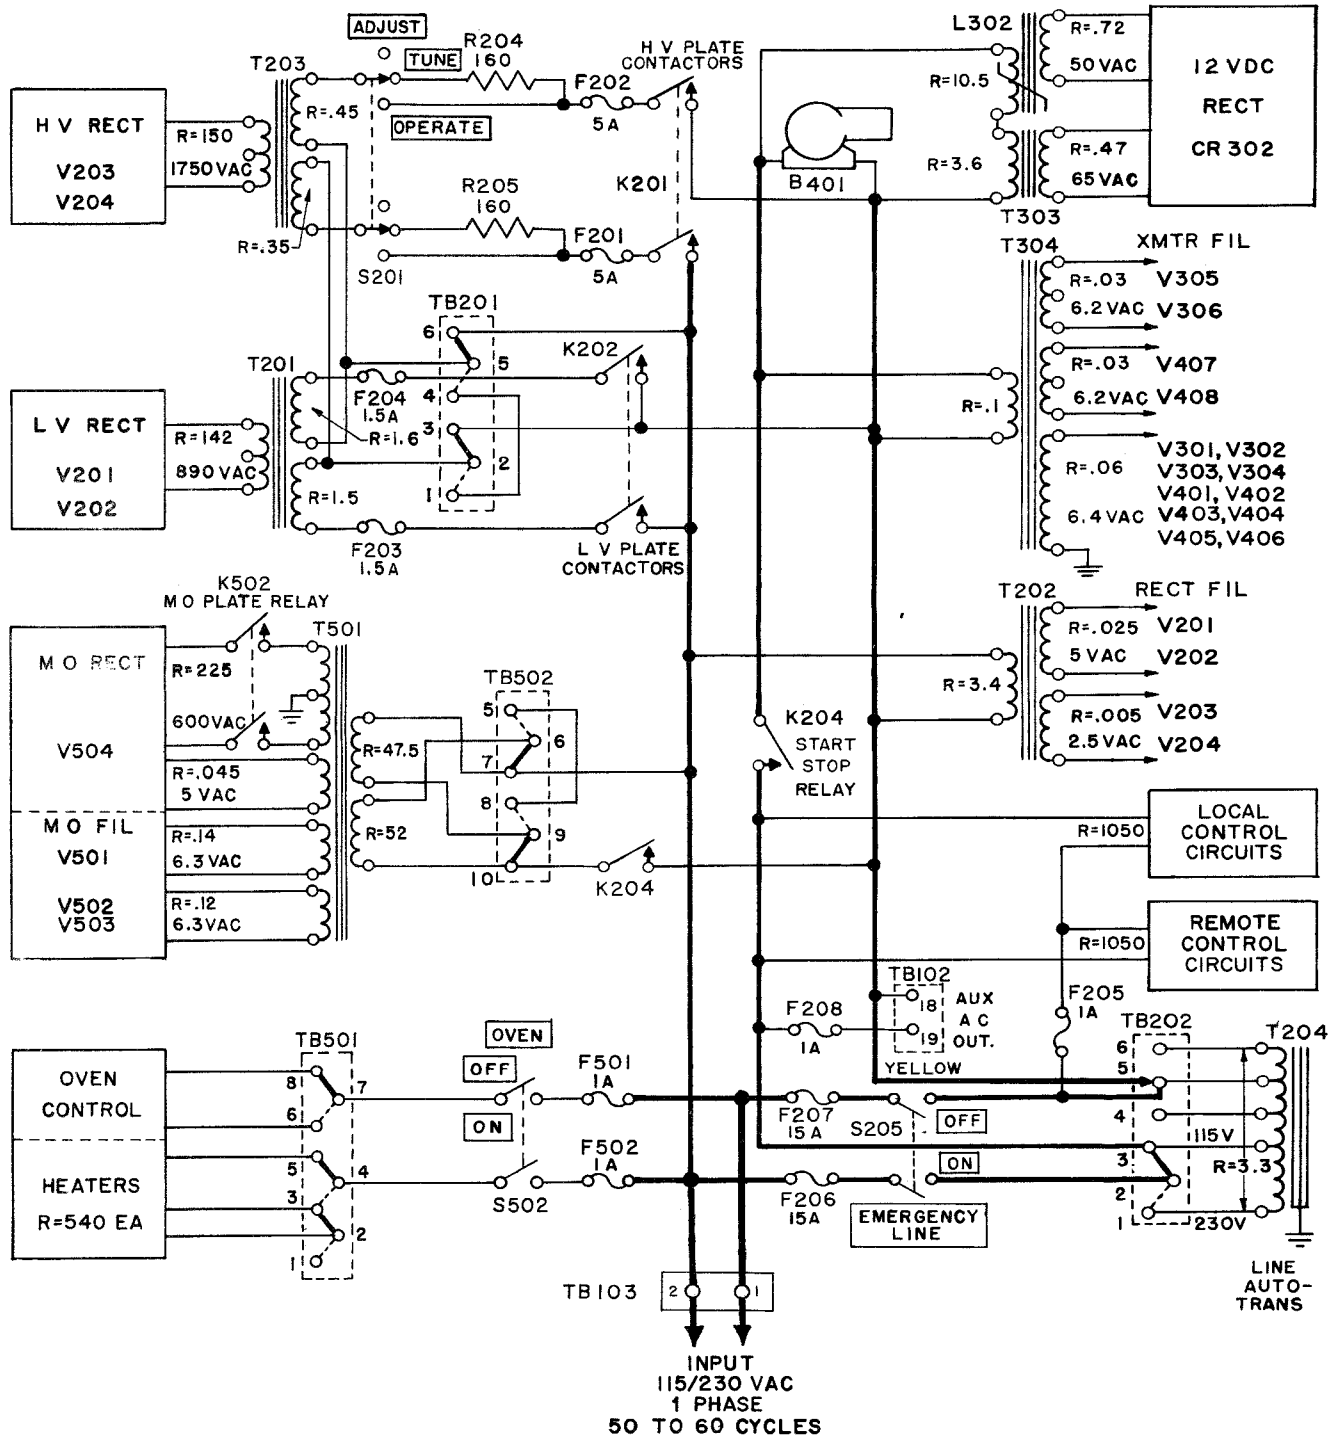 ADJUST
TUNE
OPERATE
T203
R204
160
F202
5A
H V PLATE
CONTACTORS
H V RECT
V203
V204
R=150
1750VAC
R=.45
R=.35
R205
160
F201
5A
S201
K201
L302
R=10.5
R=3.6
T303
R=.72
50 VAC
R=.47
65 VAC
12 VDC
RECT
CR 302
B401
TB201
6
5
4
3
2
1
K202
T201
F204
1.5A
R=1.6
L V RECT
V201
V202
R=142
890 VAC
R=1.5
F203
1.5A
L V PLATE
CONTACTORS
T304
XMTR FIL
R=.03
6.2 VAC
V305
V306
R=.03
6.2VAC
V407
V408
R=.1
R=.06
6.4 VAC
V301, V302
V303, V304
V401, V402
V403, V404
V405, V406
K502
M O PLATE RELAY
T501
M O RECT
V504
R=225
600VAC
R=.045
5 VAC
M O FIL
V501
R=.14
6.3 VAC
V502
V503
R=.12
6.3VAC
R=47.5
R=52
TB502
5
6
7
8
9
10
K204
T202
RECT FIL
R=3.4
R=.025
5 VAC
V201
V202
R=.005
2.5VAC
V203
V204
K204
START
STOP
RELAY
LOCAL
CONTROL
CIRCUITS
R=1050
REMOTE
CONTROL
CIRCUITS
R=1050
TB102
18
19
AUX
A C
OUT.
F208
1A
F205
1A
YELLOW
TB202
6
5
4
3
2
1
T204
115V
R=3.3
230V
LINE
AUTO-
TRANS
OVEN
CONTROL
HEATERS
R=540 EA
TB501
8
7
6
5
4
3
2
1
OVEN
OFF
ON
S502
F501
1A
F502
1A
F207
15A
S205
OFF
ON
F206
15A
EMERGENCY
LINE
TB103
2
1
INPUT
115/230 VAC
1 PHASE
50 TO 60 CYCLES